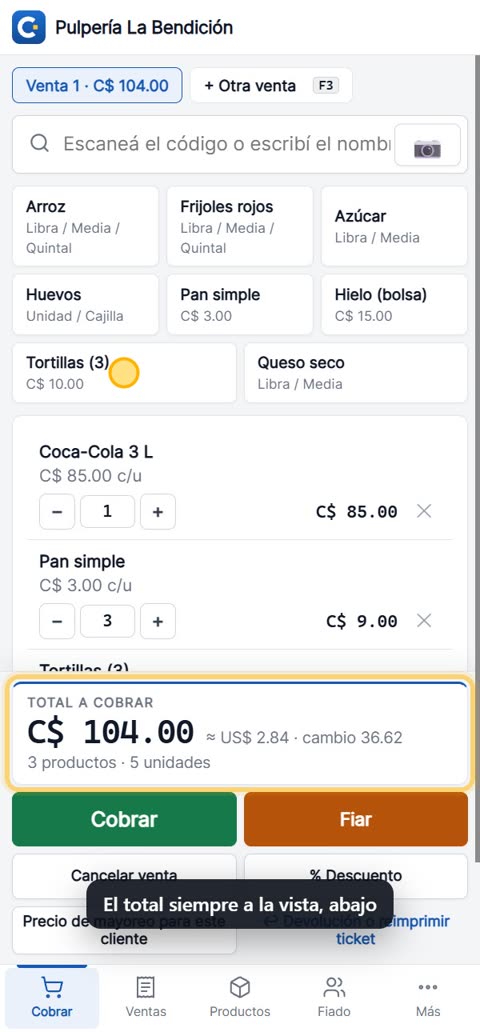 Pulpería La Bendición
Venta 1 · C$ 104.00
+ Otra venta F3
Escaneá el código o escribí el nombr
Arroz
Libra / Media /
Quintal
Frijoles rojos
Libra / Media /
Quintal
Azúcar
Libra / Media
Huevos
Unidad / Cajilla
Pan simple
C$ 3.00
Hielo (bolsa)
C$ 15.00
Tortillas (3)
C$ 10.00
Queso seco
Libra / Media
Coca-Cola 3 L
C$ 85.00 c/u
− 1 + C$ 85.00 ×
Pan simple
C$ 3.00 c/u
− 3 + C$ 9.00 ×
Tortillas (3)
TOTAL A COBRAR
C$ 104.00 ≈ US$ 2.84 · cambio 36.62
3 productos · 5 unidades
Cobrar
Fiar
Cancelar venta
% Descuento
El total siempre a la vista, abajo
Precio de mayoreo para este
cliente
Devolución o reimprimir
ticket
Cobrar
Ventas
Productos
Fiado
Más